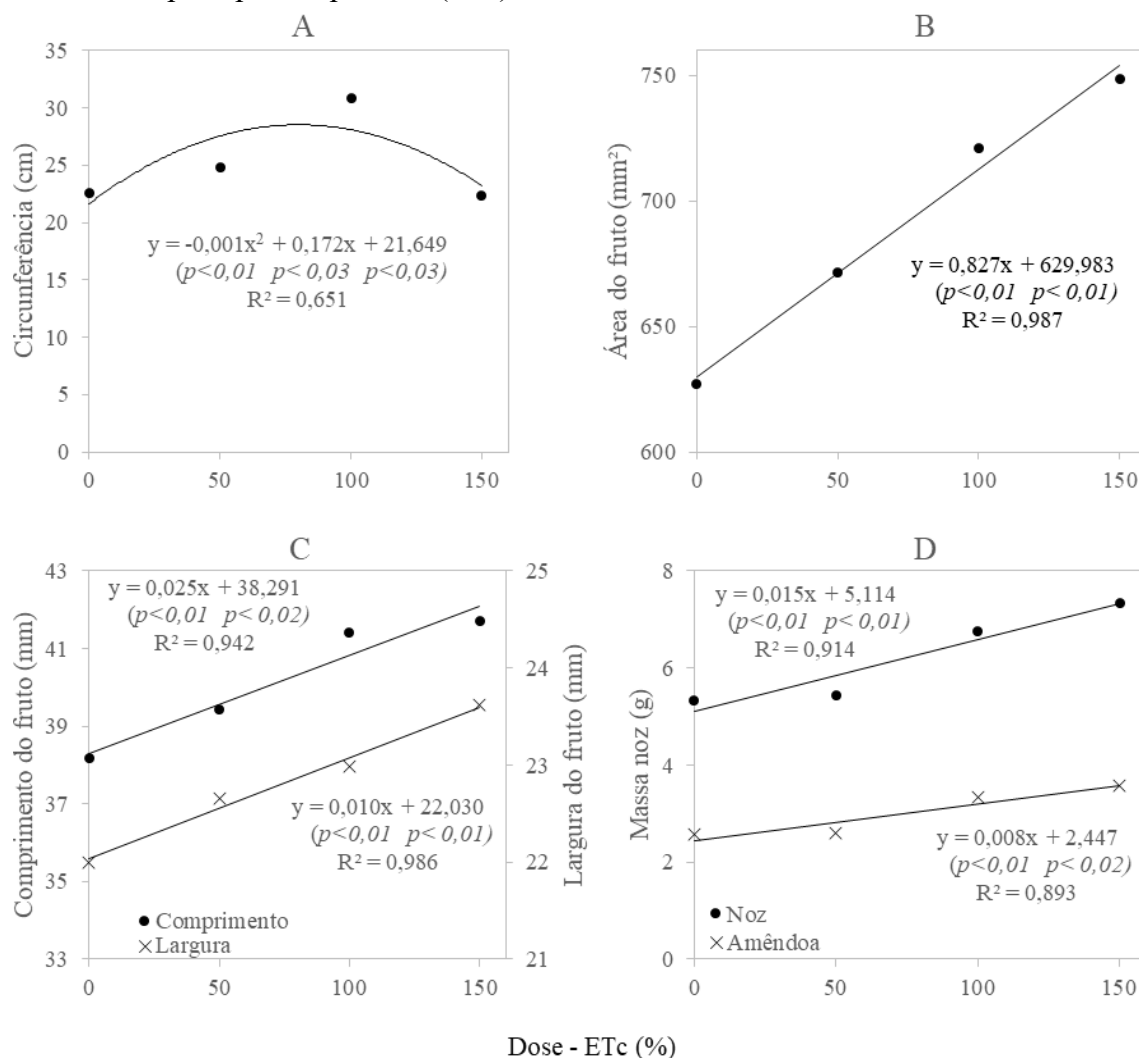 A
Circunferência (cm)
35
30
25
20
15
10
5
0
y = -0,001x² + 0,172x + 21,649
(p<0,01 p<0,03 p<0,03)
R² = 0,651
0 50 100 150
B
Área do fruto (mm²)
750
700
650
600
y = 0,827x + 629,983
(p<0,01 p<0,01)
R² = 0,987
0 50 100 150
C
Comprimento do fruto (mm)
43
41
39
37
35
33
y = 0,025x + 38,291
(p<0,01 p<0,02)
R² = 0,942
y = 0,010x + 22,030
(p<0,01 p<0,01)
R² = 0,986
Comprimento
Largura
0 50 100 150
Largura do fruto (mm)
25
24
23
22
21
D
Massa noz (g)
8
6
4
2
0
y = 0,015x + 5,114
(p<0,01 p<0,01)
R² = 0,914
y = 0,008x + 2,447
(p<0,01 p<0,02)
R² = 0,893
Noz
Amêndoa
0 50 100 150
Dose - ETc (%)